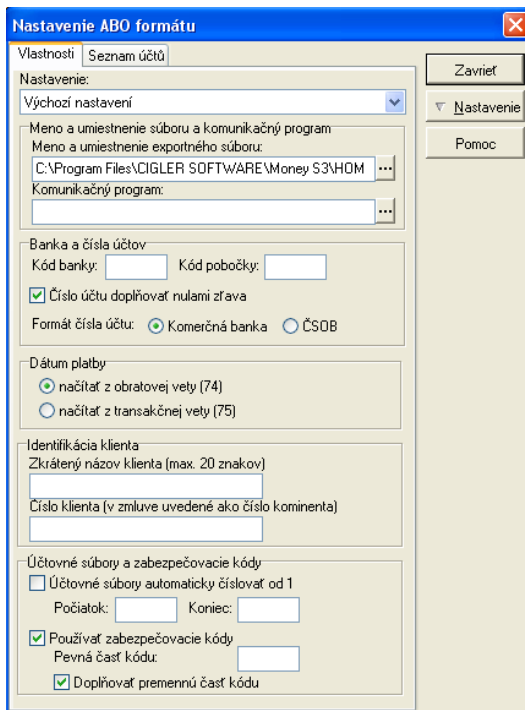 Nastavenie ABO formátu
Vlastnosti
Seznam účtů
Zavrieť
Nastavenie
Pomoc
Nastavenie:
Výchozí nastavení
Meno a umiestnenie súboru a komunikačný program
Meno a umiestnenie exportného súboru:
C:\Program Files\CIGLER SOFTWARE\Money S3\HOM
Komunikačný program:
Banka a čísla účtov
Kód banky:
Kód pobočky:
Číslo účtu doplňovať nulami zľava
Formát čísla účtu:
Komerčná banka
ČSOB
Dátum platby
načítať z obratovej vety (74)
načítať z transakčnej vety (75)
Identifikácia klienta
Zkrátený názov klienta (max. 20 znakov)
Číslo klienta (v zmluve uvedené ako číslo kominenta)
Účtovné súbory a zabezpečovacie kódy
Účtovné súbory automaticky číslovať od 1
Počiatok:
Koniec:
Používať zabezpečovacie kódy
Pevná časť kódu:
Doplňovať premennú časť kódu